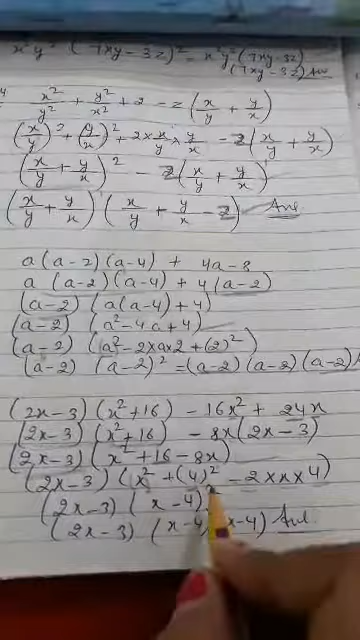 x²y² (7xy - 3z)² = x²y² (7xy - 3z)
(7xy - 3z) Ans
x²/y² + y²/x² + 2 - z (x/y + y/x)
(x/y)² + (y/x)² + 2 × x/y × y/x - z (x/y + y/x)
(x/y + y/x)² - z (x/y + y/x)
(x/y + y/x) (x/y + y/x - z) Ans
a (a-2) (a-4) + 4a - 8
a (a-2) (a-4) + 4 (a-2)
(a-2) (a(a-4) + 4)
(a-2) (a² - 4a + 4)
(a-2) (a² - 2×a×2 + (2)²)
(a-2) (a-2)² = (a-2) (a-2) (a-2)
(2x-3) (x²+16) - 16x² + 24x
(2x-3) (x²+16) - 8x (2x-3)
(2x-3) (x²+16-8x)
(2x-3) (x² + (4)² - 2×x×4)
(2x-3) (x-4)
(2x-3) (x-4) x-4) Ans